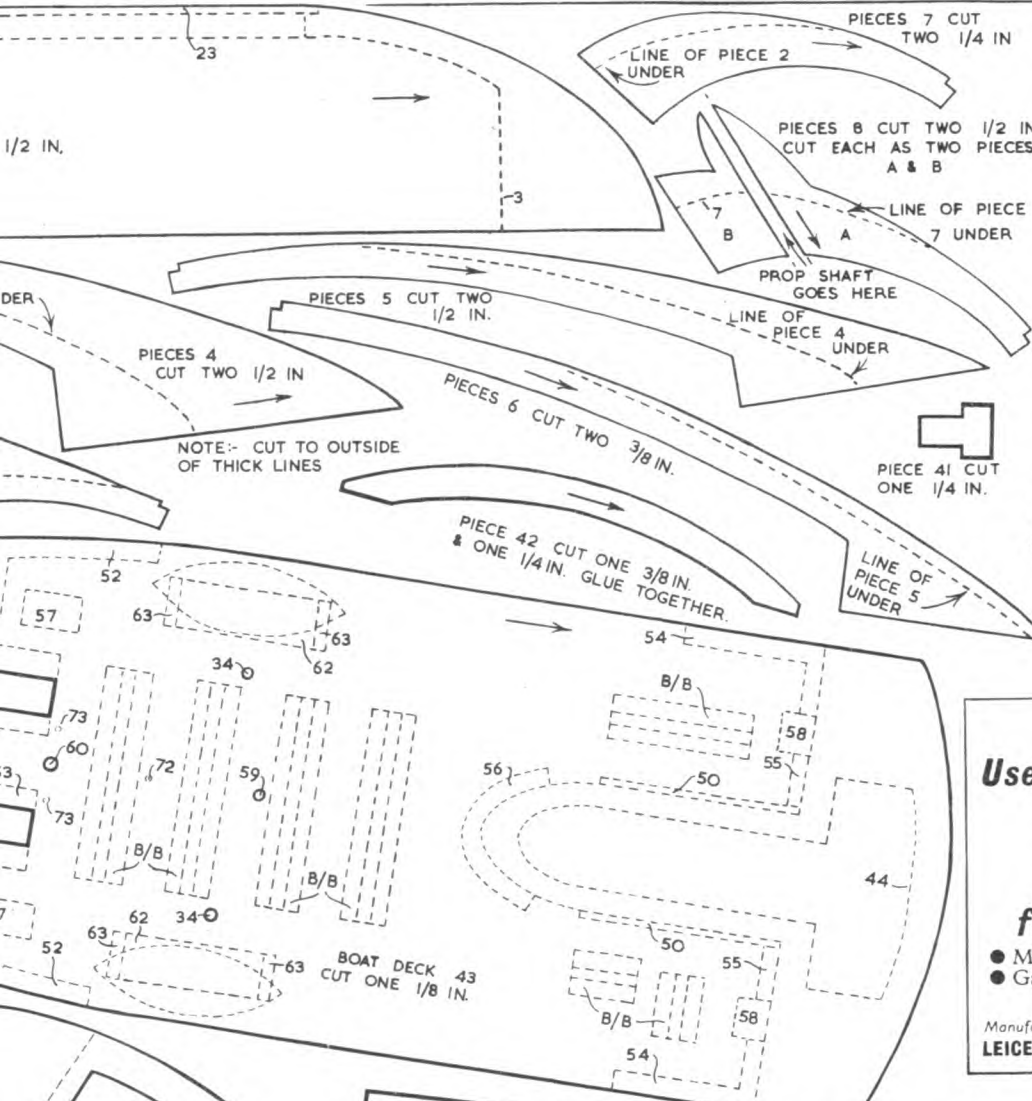 23
1/2 IN.
3
PIECES 7 CUT
TWO 1/4 IN
LINE OF PIECE 2
UNDER
PIECES 8 CUT TWO 1/2 IN
CUT EACH AS TWO PIECES
A & B
7
B
A
LINE OF PIECE
7 UNDER
PROP SHAFT
GOES HERE
PIECES 5 CUT TWO
1/2 IN.
LINE OF
PIECE 4
UNDER
DER
PIECES 4
CUT TWO 1/2 IN
NOTE:- CUT TO OUTSIDE
OF THICK LINES
PIECES 6 CUT TWO 3/8 IN.
PIECE 41 CUT
ONE 1/4 IN.
PIECE 42 CUT ONE 3/8 IN.
& ONE 1/4 IN. GLUE TOGETHER.
LINE OF
PIECE 5
UNDER
52
57
63
63
62
34
54
B/B
58
73
60
72
59
56
50
55
53
73
B/B
B/B
44
7
34
62
63
52
63
BOAT DECK 43
CUT ONE 1/8 IN.
50
55
B/B
58
54
Use
f
● M
● G
Manuf
LEICE